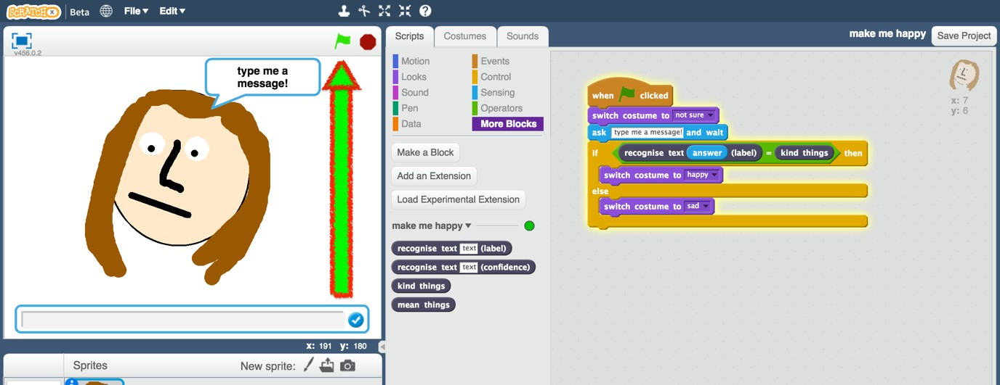 SCRATCHX Beta File Edit
Scripts Costumes Sounds make me happy Save Project
v456.0.2
type me a
message!
Motion Events
Looks Control
Sound Sensing
Pen Operators
Data More Blocks
Make a Block
Add an Extension
Load Experimental Extension
make me happy
recognise text text (label)
recognise text text (confidence)
kind things
mean things
when clicked
switch costume to not sure
ask type me a message! and wait
if recognise text answer (label) = kind things then
switch costume to happy
else
switch costume to sad
x: 7
y: 6
x: 191 y: 180
Sprites New sprite: